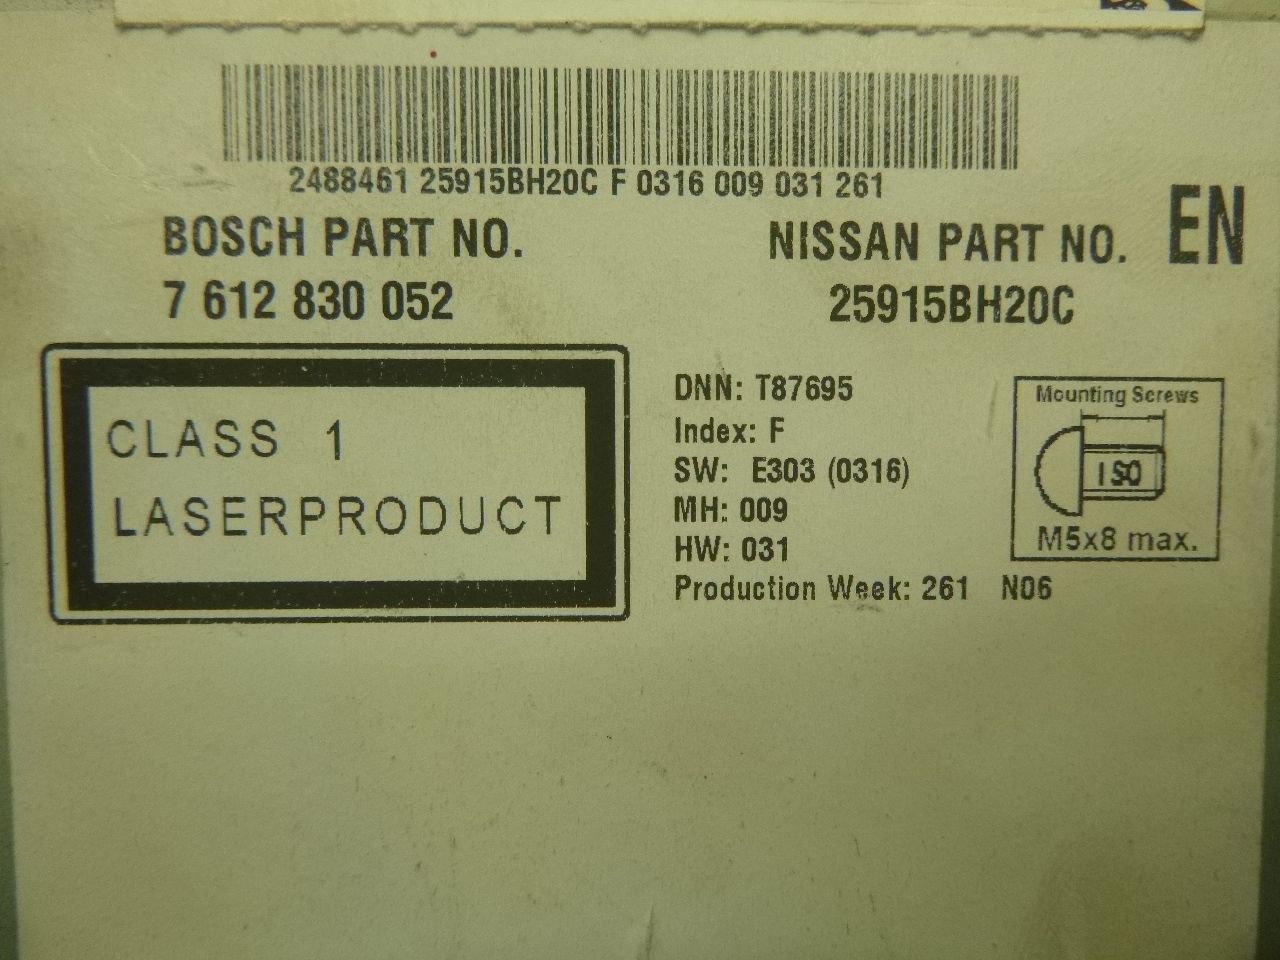 2488461 25915BH20C F 0316 009 031 261
BOSCH PART NO.
7 612 830 052
NISSAN PART NO.
25915BH20C
EN
CLASS 1
LASERPRODUCT
DNN: T87695
Index: F
SW: E303 (0316)
MH: 009
HW: 031
Production Week: 261 N06
Mounting Screws
ISO
M5x8 max.